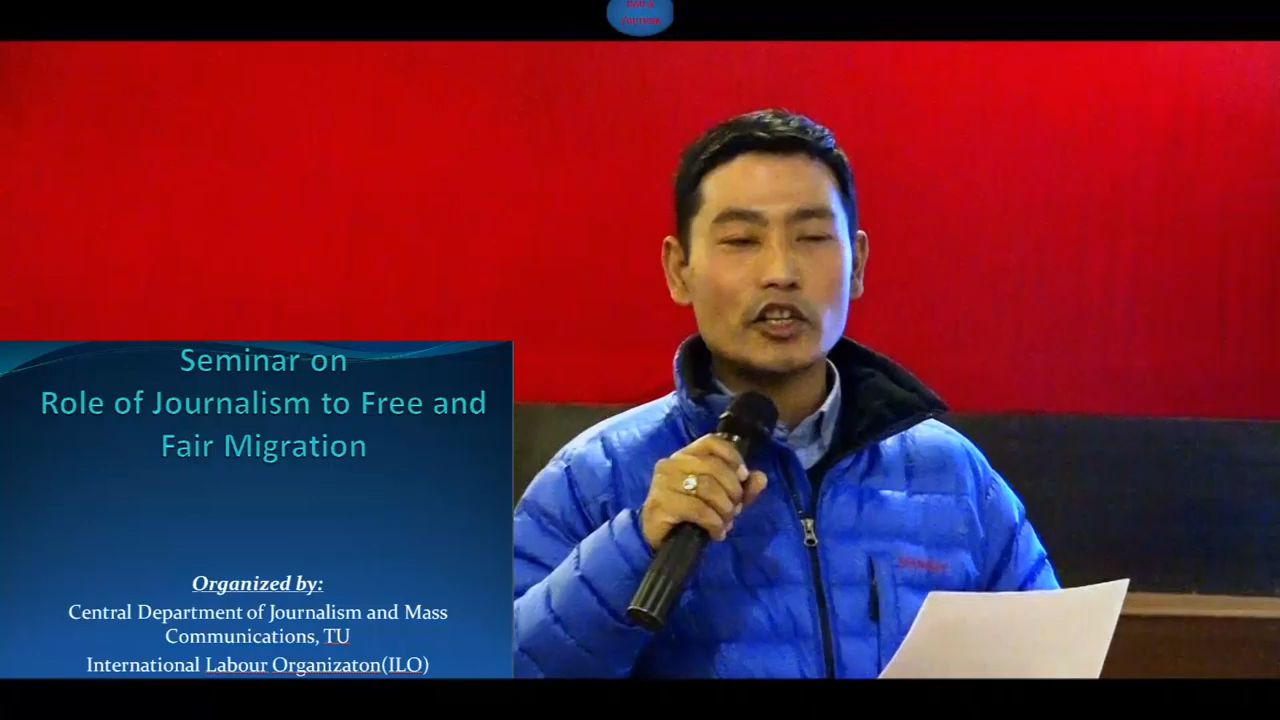 Seminar on
Role of Journalism to Free and
Fair Migration
Organized by:
Central Department of Journalism and Mass
Communications, TU
International Labour Organizaton(ILO)